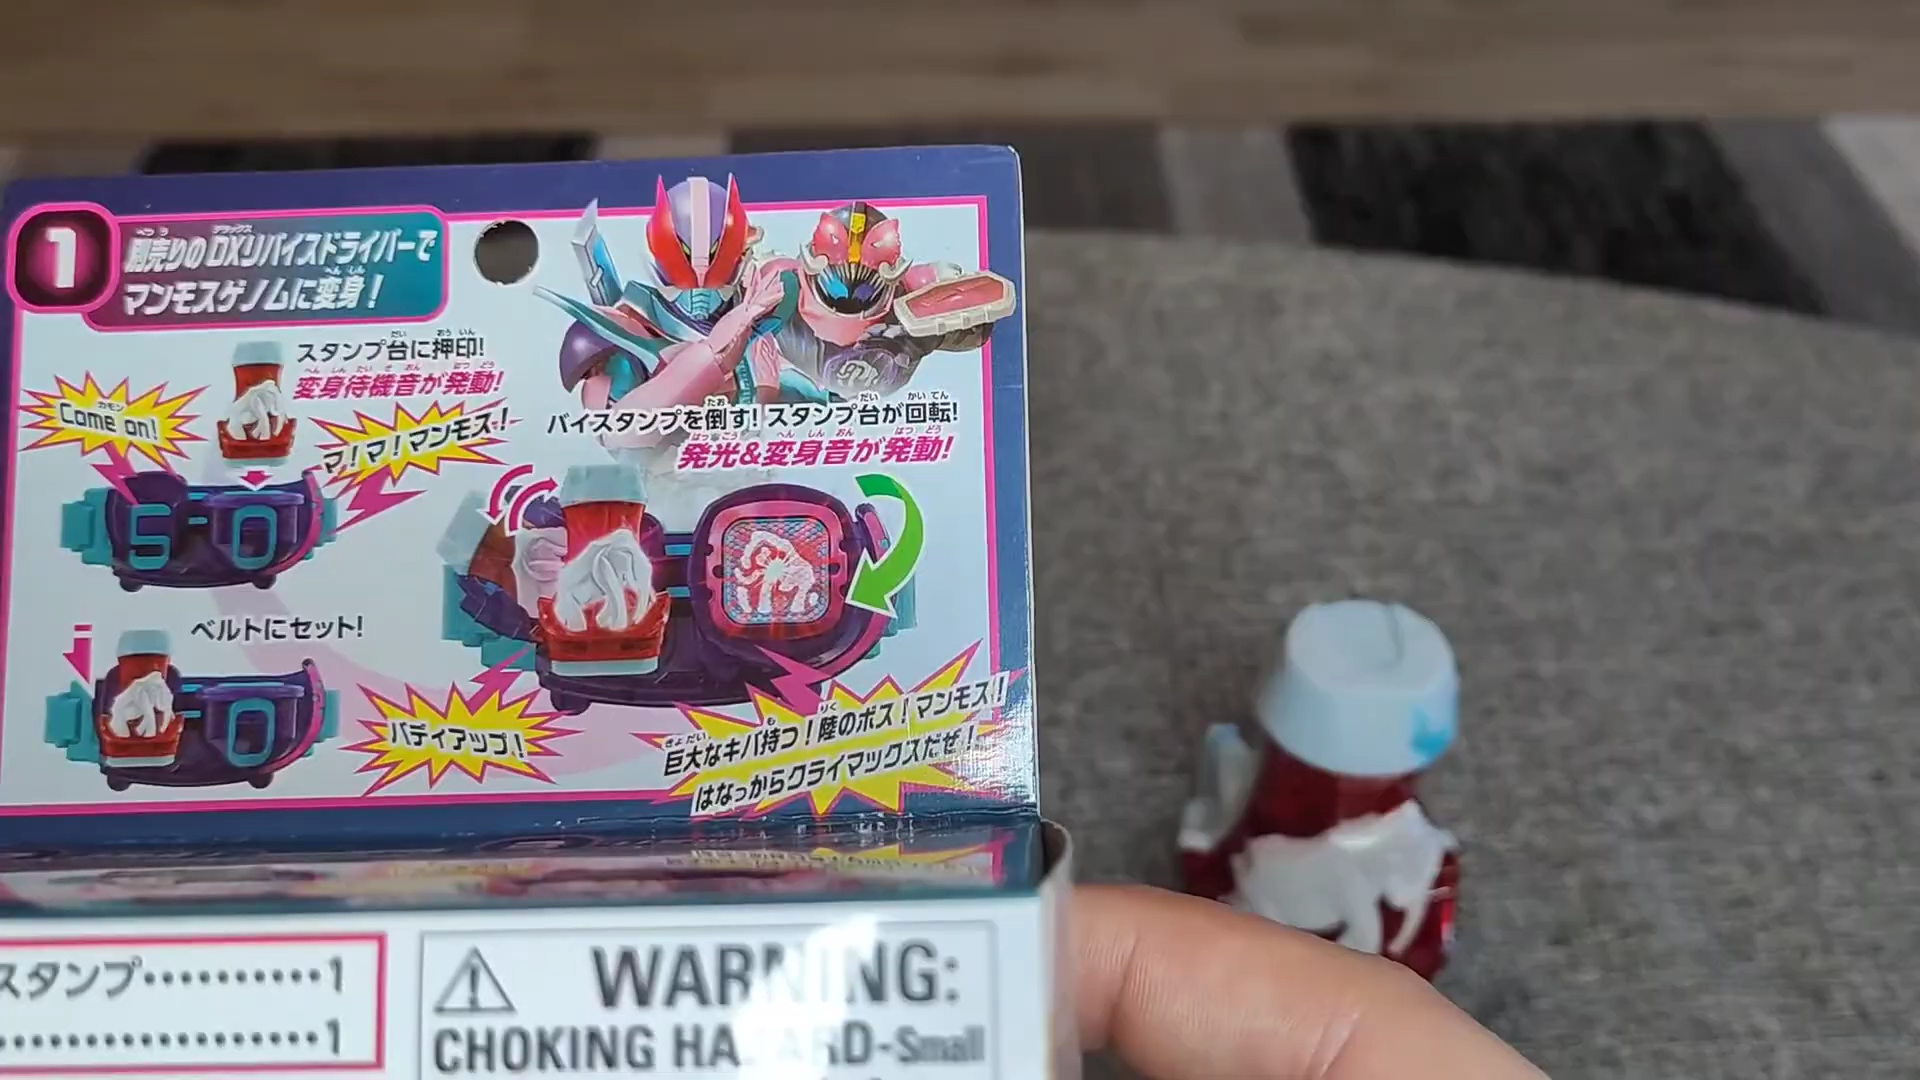 1
別売りのDXリバイスドライバーで
マンモスゲノムに変身!
スタンプ台に押印!
変身待機音が発動!
Come on!
マ!マ!マンモス!
バイスタンプを倒す!スタンプ台が回転!
発光&変身音が発動!
50
ベルトにセット!
0
バディアップ!
巨大なキバ持つ!陸のボス!マンモス!
はなっからクライマックスだぜ!
スタンプ··········1
1
WARNING:
CHOKING HAZARD-Small